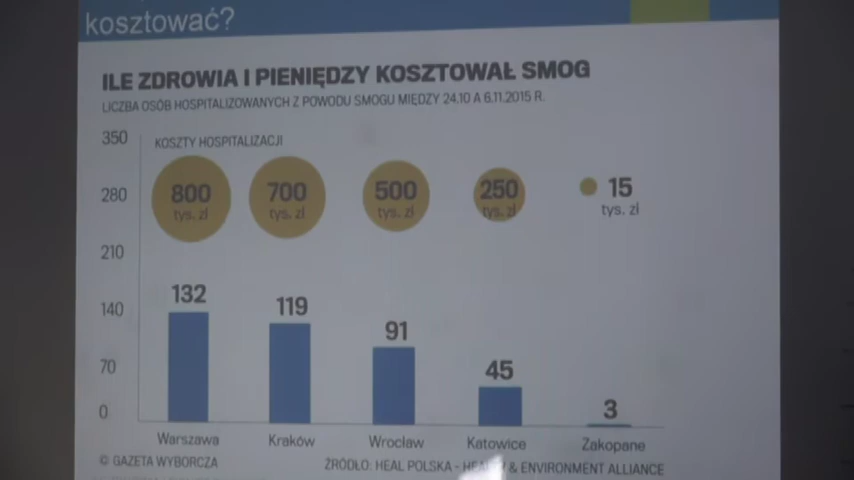 kosztować?
ILE ZDROWIA I PIENIĘDZY KOSZTOWAŁ SMOG
LICZBA OSÓB HOSPITALIZOWANYCH Z POWODU SMOGU MIĘDZY 24.10 A 6.11.2015 R.
350
KOSZTY HOSPITALIZACJI
280
800 tys. zł
700 tys. zł
500 tys. zł
250 tys. zł
15 tys. zł
210
140
70
0
132
119
91
45
3
Warszawa
Kraków
Wrocław
Katowice
Zakopane
© GAZETA WYBORCZA
ŹRÓDŁO: HEAL POLSKA - & ENVIRONMENT ALLIANCE